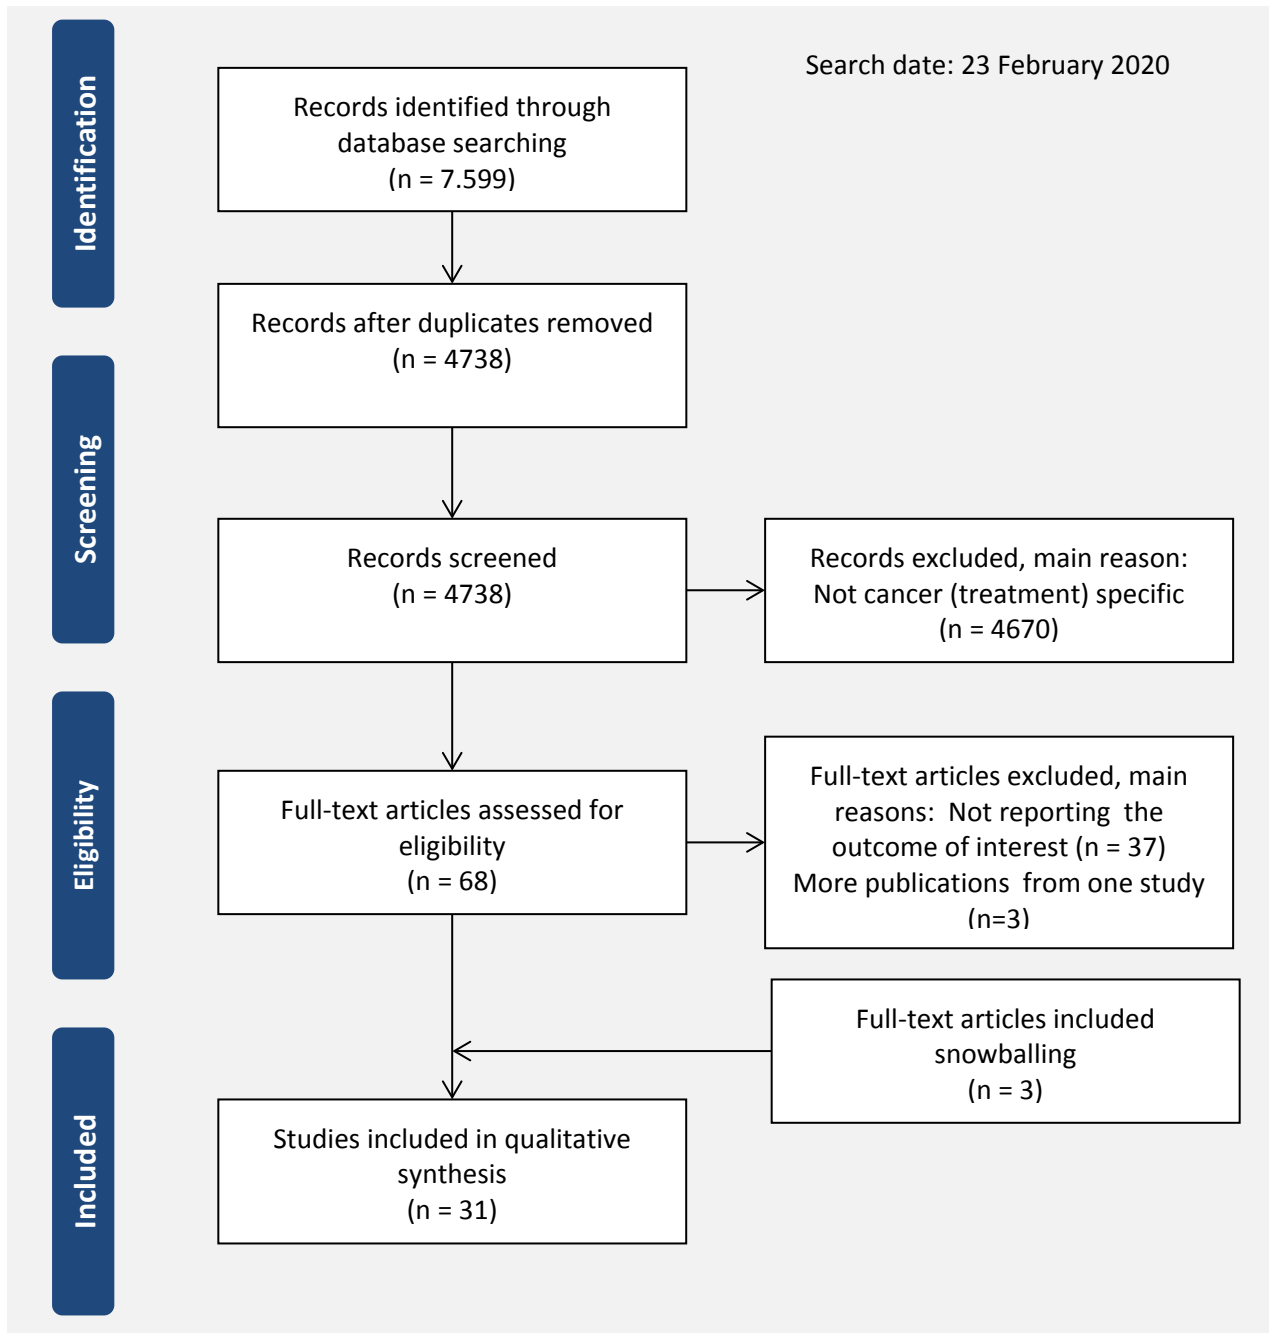 Search date: 23 February 2020
Identification
Records identified through
database searching
(n = 7.599)
Records after duplicates removed
(n = 4738)
Screening
Records screened
(n = 4738)
Records excluded, main reason:
Not cancer (treatment) specific
(n = 4670)
Eligibility
Full-text articles assessed for
eligibility
(n = 68)
Full-text articles excluded, main
reasons: Not reporting the
outcome of interest (n = 37)
More publications from one study
(n=3)
Full-text articles included
snowballing
(n = 3)
Included
Studies included in qualitative
synthesis
(n = 31)